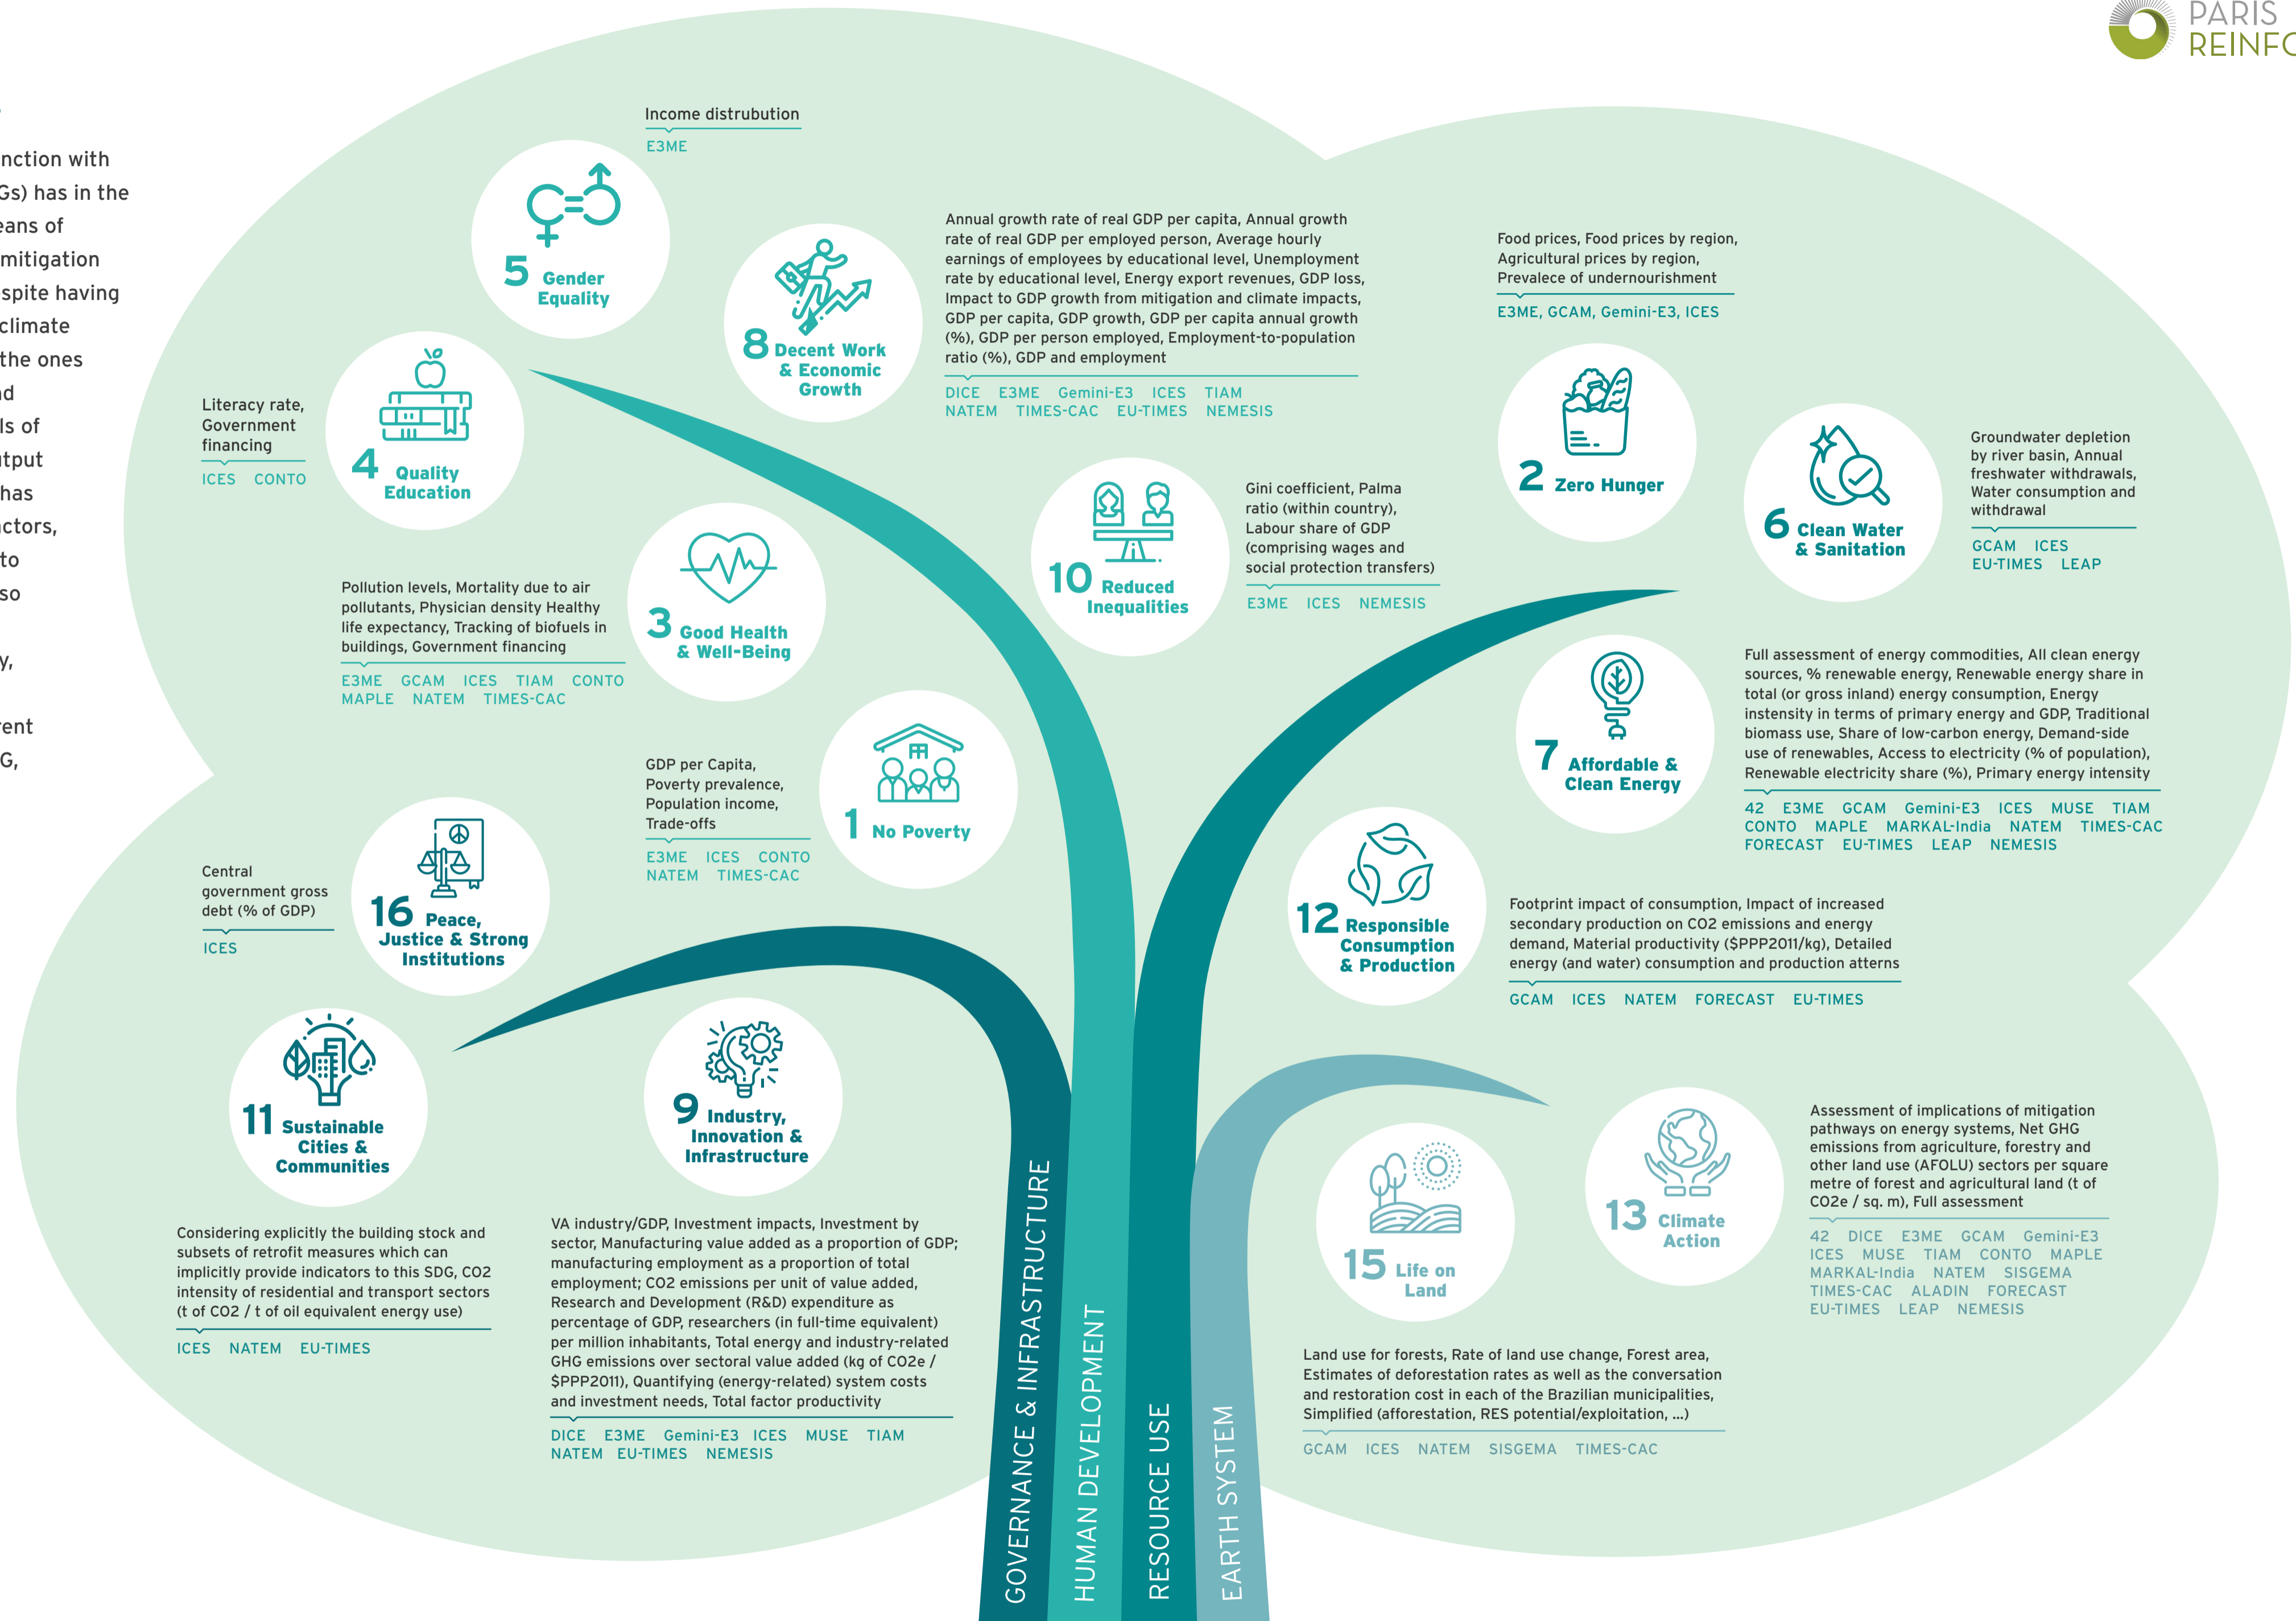 PARIS
REINFO
nction with
Gs) has in the
eans of
mitigation
spite having
climate
the ones
nd
ls of
utput
has
actors,
to
so
y,
rent
G,
Income distrubution
E3ME
5 Gender
Equality
8 Decent Work
& Economic
Growth
Annual growth rate of real GDP per capita, Annual growth
rate of real GDP per employed person, Average hourly
earnings of employees by educational level, Unemployment
rate by educational level, Energy export revenues, GDP loss,
Impact to GDP growth from mitigation and climate impacts,
GDP per capita, GDP growth, GDP per capita annual growth
(%), GDP per person employed, Employment-to-population
ratio (%), GDP and employment
DICE E3ME Gemini-E3 ICES TIAM
NATEM TIMES-CAC EU-TIMES NEMESIS
Literacy rate,
Government
financing
ICES CONTO
4 Quality
Education
Pollution levels, Mortality due to air
pollutants, Physician density Healthy
life expectancy, Tracking of biofuels in
buildings, Government financing
E3ME GCAM ICES TIAM CONTO
MAPLE NATEM TIMES-CAC
3 Good Health
& Well-Being
10 Reduced
Inequalities
Gini coefficient, Palma
ratio (within country),
Labour share of GDP
(comprising wages and
social protection transfers)
E3ME ICES NEMESIS
GDP per Capita,
Poverty prevalence,
Population income,
Trade-offs
E3ME ICES CONTO
NATEM TIMES-CAC
1 No Poverty
Food prices, Food prices by region,
Agricultural prices by region,
Prevalece of undernourishment
E3ME, GCAM, Gemini-E3, ICES
2 Zero Hunger
6 Clean Water
& Sanitation
Groundwater depletion
by river basin, Annual
freshwater withdrawals,
Water consumption and
withdrawal
GCAM ICES
EU-TIMES LEAP
7 Affordable &
Clean Energy
Full assessment of energy commodities, All clean energy
sources, % renewable energy, Renewable energy share in
total (or gross inland) energy consumption, Energy
instensity in terms of primary energy and GDP, Traditional
biomass use, Share of low-carbon energy, Demand-side
use of renewables, Access to electricity (% of population),
Renewable electricity share (%), Primary energy intensity
42 E3ME GCAM Gemini-E3 ICES MUSE TIAM
CONTO MAPLE MARKAL-India NATEM TIMES-CAC
FORECAST EU-TIMES LEAP NEMESIS
12 Responsible
Consumption
& Production
Footprint impact of consumption, Impact of increased
secondary production on CO2 emissions and energy
demand, Material productivity ($PPP2011/kg), Detailed
energy (and water) consumption and production atterns
GCAM ICES NATEM FORECAST EU-TIMES
Central
government gross
debt (% of GDP)
ICES
16 Peace,
Justice & Strong
Institutions
11 Sustainable
Cities &
Communities
Considering explicitly the building stock and
subsets of retrofit measures which can
implicitly provide indicators to this SDG, CO2
intensity of residential and transport sectors
(t of CO2 / t of oil equivalent energy use)
ICES NATEM EU-TIMES
9 Industry,
Innovation &
Infrastructure
VA industry/GDP, Investment impacts, Investment by
sector, Manufacturing value added as a proportion of GDP;
manufacturing employment as a proportion of total
employment; CO2 emissions per unit of value added,
Research and Development (R&D) expenditure as
percentage of GDP, researchers (in full-time equivalent)
per million inhabitants, Total energy and industry-related
GHG emissions over sectoral value added (kg of CO2e /
$PPP2011), Quantifying (energy-related) system costs
and investment needs, Total factor productivity
DICE E3ME Gemini-E3 ICES MUSE TIAM
NATEM EU-TIMES NEMESIS
15 Life on
Land
Land use for forests, Rate of land use change, Forest area,
Estimates of deforestation rates as well as the conversation
and restoration cost in each of the Brazilian municipalities,
Simplified (afforestation, RES potential/exploitation, ...)
GCAM ICES NATEM SISGEMA TIMES-CAC
13 Climate
Action
Assessment of implications of mitigation
pathways on energy systems, Net GHG
emissions from agriculture, forestry and
other land use (AFOLU) sectors per square
metre of forest and agricultural land (t of
CO2e / sq. m), Full assessment
42 DICE E3ME GCAM Gemini-E3
ICES MUSE TIAM CONTO MAPLE
MARKAL-India NATEM SISGEMA
TIMES-CAC ALADIN FORECAST
EU-TIMES LEAP NEMESIS
GOVERNANCE & INFRASTRUCTURE
HUMAN DEVELOPMENT
RESOURCE USE
EARTH SYSTEM